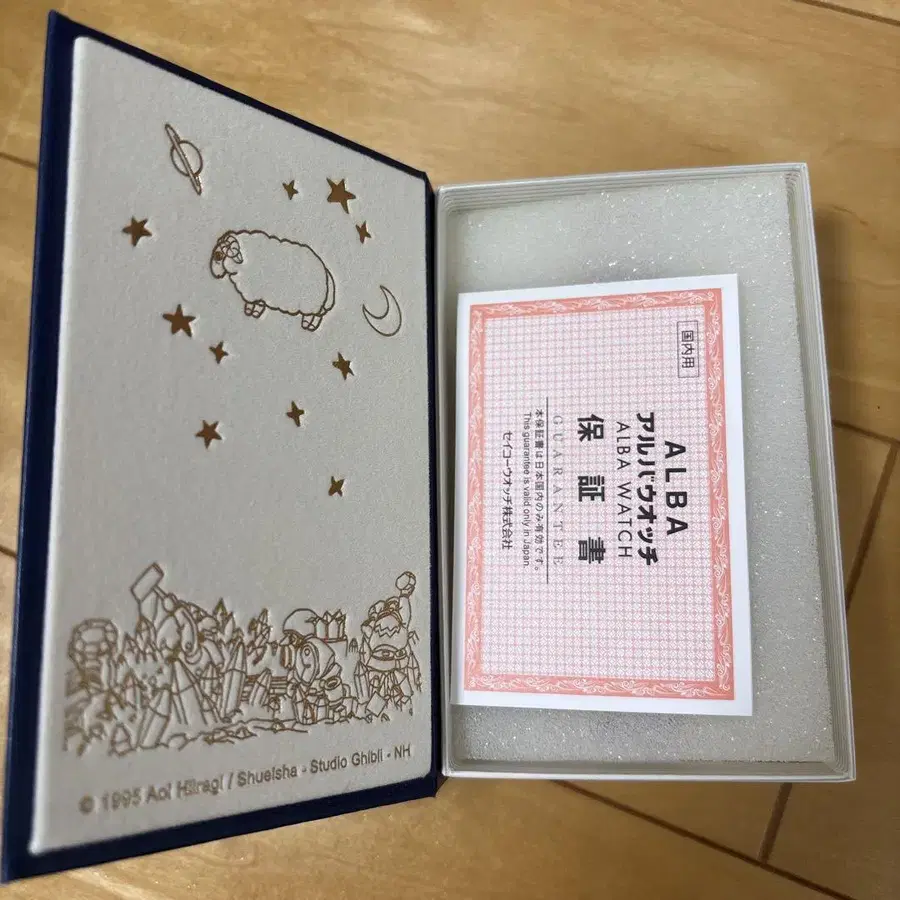 © 1995 Aoi Hiiragi / Shueisha - Studio Ghibli - NH
国内用
ALBA
アルバウオッチ
ALBA WATCH
保証書
GUARANTEE
本保証書は日本国内のみ有効です。
This guarantee is valid only in Japan.
セイコーウオッチ株式会社